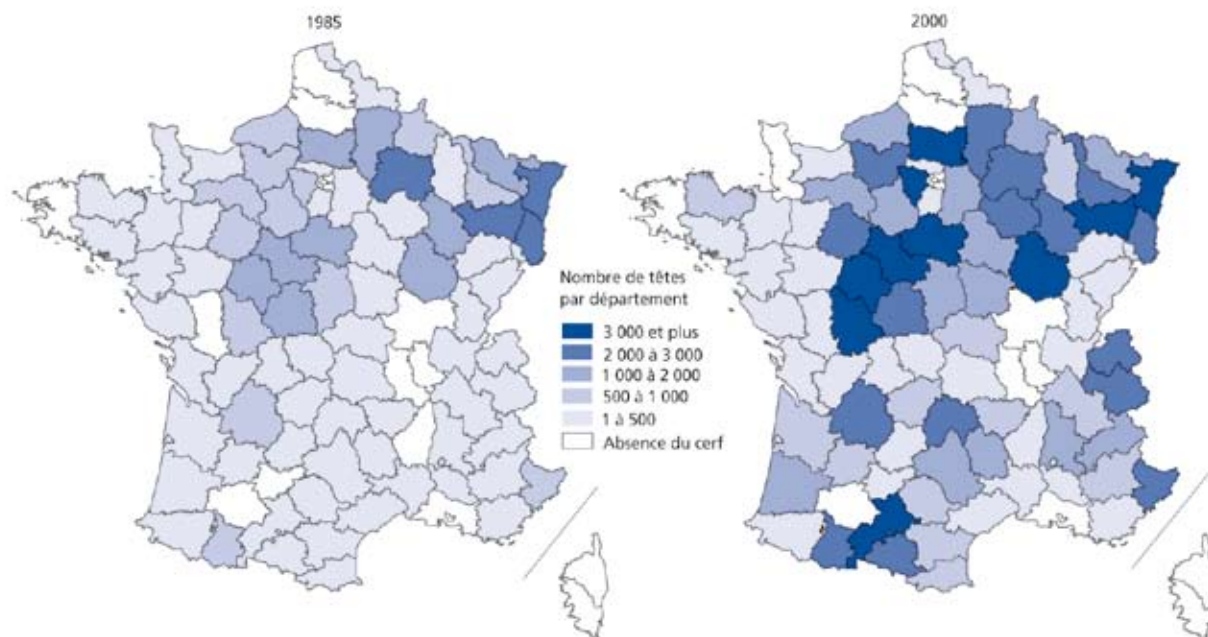 1985
2000
Nombre de têtes
par département
3 000 et plus
2 000 à 3 000
1 000 à 2 000
500 à 1 000
1 à 500
Absence du cerf